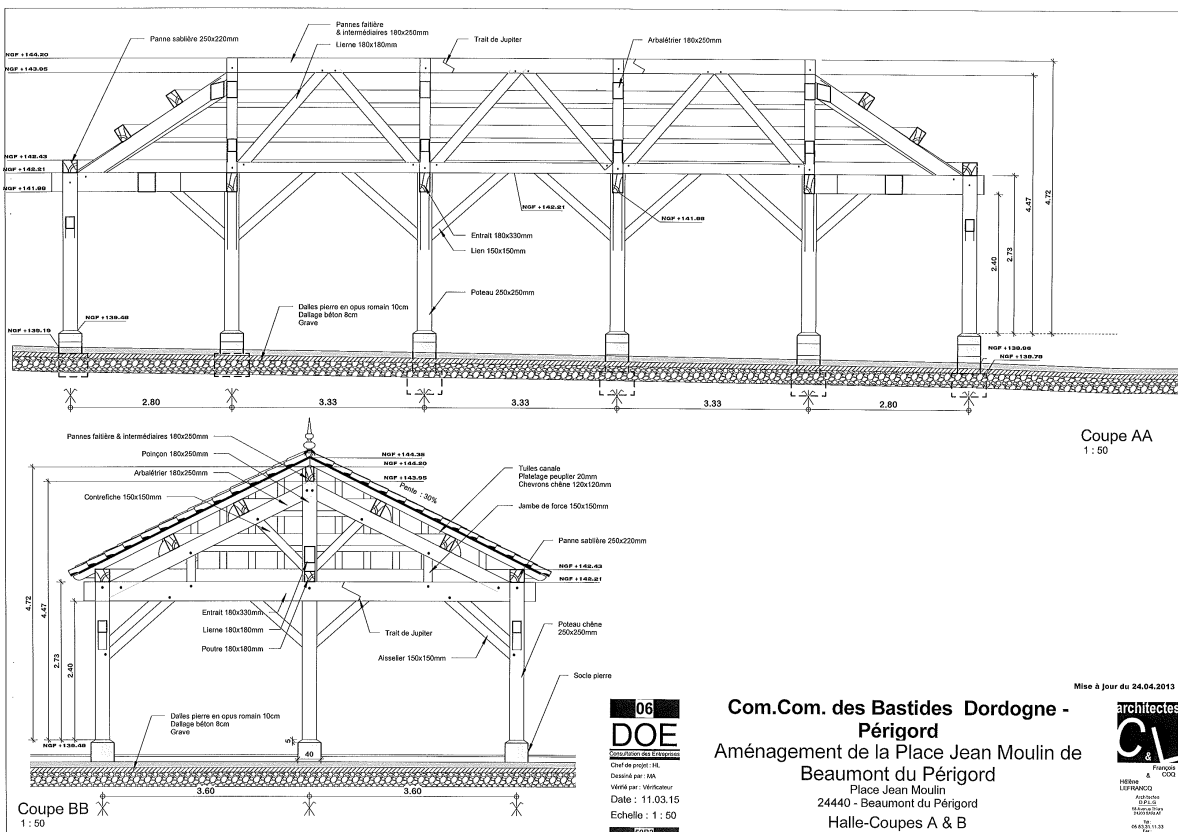 Pannes faîtière
& intermédiaires 180x250mm
Panne sablière 250x220mm
Lierne 180x180mm
Trait de Jupiter
Arbalétrier 180x250mm
NGF +144.20
NGF +143.95
NGF +142.43
NGF +142.21
NGF +141.88
NGF +142.21
NGF +141.88
Entrait 180x330mm
Lien 150x150mm
2.40
2.73
4.47
4.72
Poteau 250x250mm
Dalles pierre en opus romain 10cm
Dallage béton 8cm
Grave
NGF +139.48
NGF +139.19
NGF +138.96
NGF +138.76
2.80
3.33
3.33
3.33
2.80
Coupe AA
1 : 50
Pannes faîtière & intermédiaires 180x250mm
Poinçon 180x250mm
Arbalétrier 180x250mm
Contrefiche 150x150mm
NGF +144.38
NGF +144.20
NGF +143.95
Pente : 30%
Tuiles canale
Platelage peuplier 20mm
Chevrons chêne 120x120mm
Jambe de force 150x150mm
Panne sablière 250x220mm
NGF +142.43
NGF +142.21
4.72
4.47
2.73
2.40
Entrait 180x330mm
Lierne 180x180mm
Poutre 180x180mm
Trait de Jupiter
Aisselier 150x150mm
Poteau chêne
250x250mm
Socle pierre
Dalles pierre en opus romain 10cm
Dallage béton 8cm
Grave
NGF +139.48
5
40
3.60
3.60
Coupe BB
1 : 50
Mise à jour du 24.04.2013
06
DOE
Consultation des Entreprises
Chef de projet : HL
Dessiné par : MA
Vérifié par : Vérificateur
Date : 11.03.15
Echelle : 1 : 50
Com.Com. des Bastides Dordogne -
Périgord
Aménagement de la Place Jean Moulin de
Beaumont du Périgord
Place Jean Moulin
24440 - Beaumont du Périgord
Halle-Coupes A & B
architectes
C & L
François
& COQ
Hélène
LEFRANCQ
Architectes
D.P.L.G